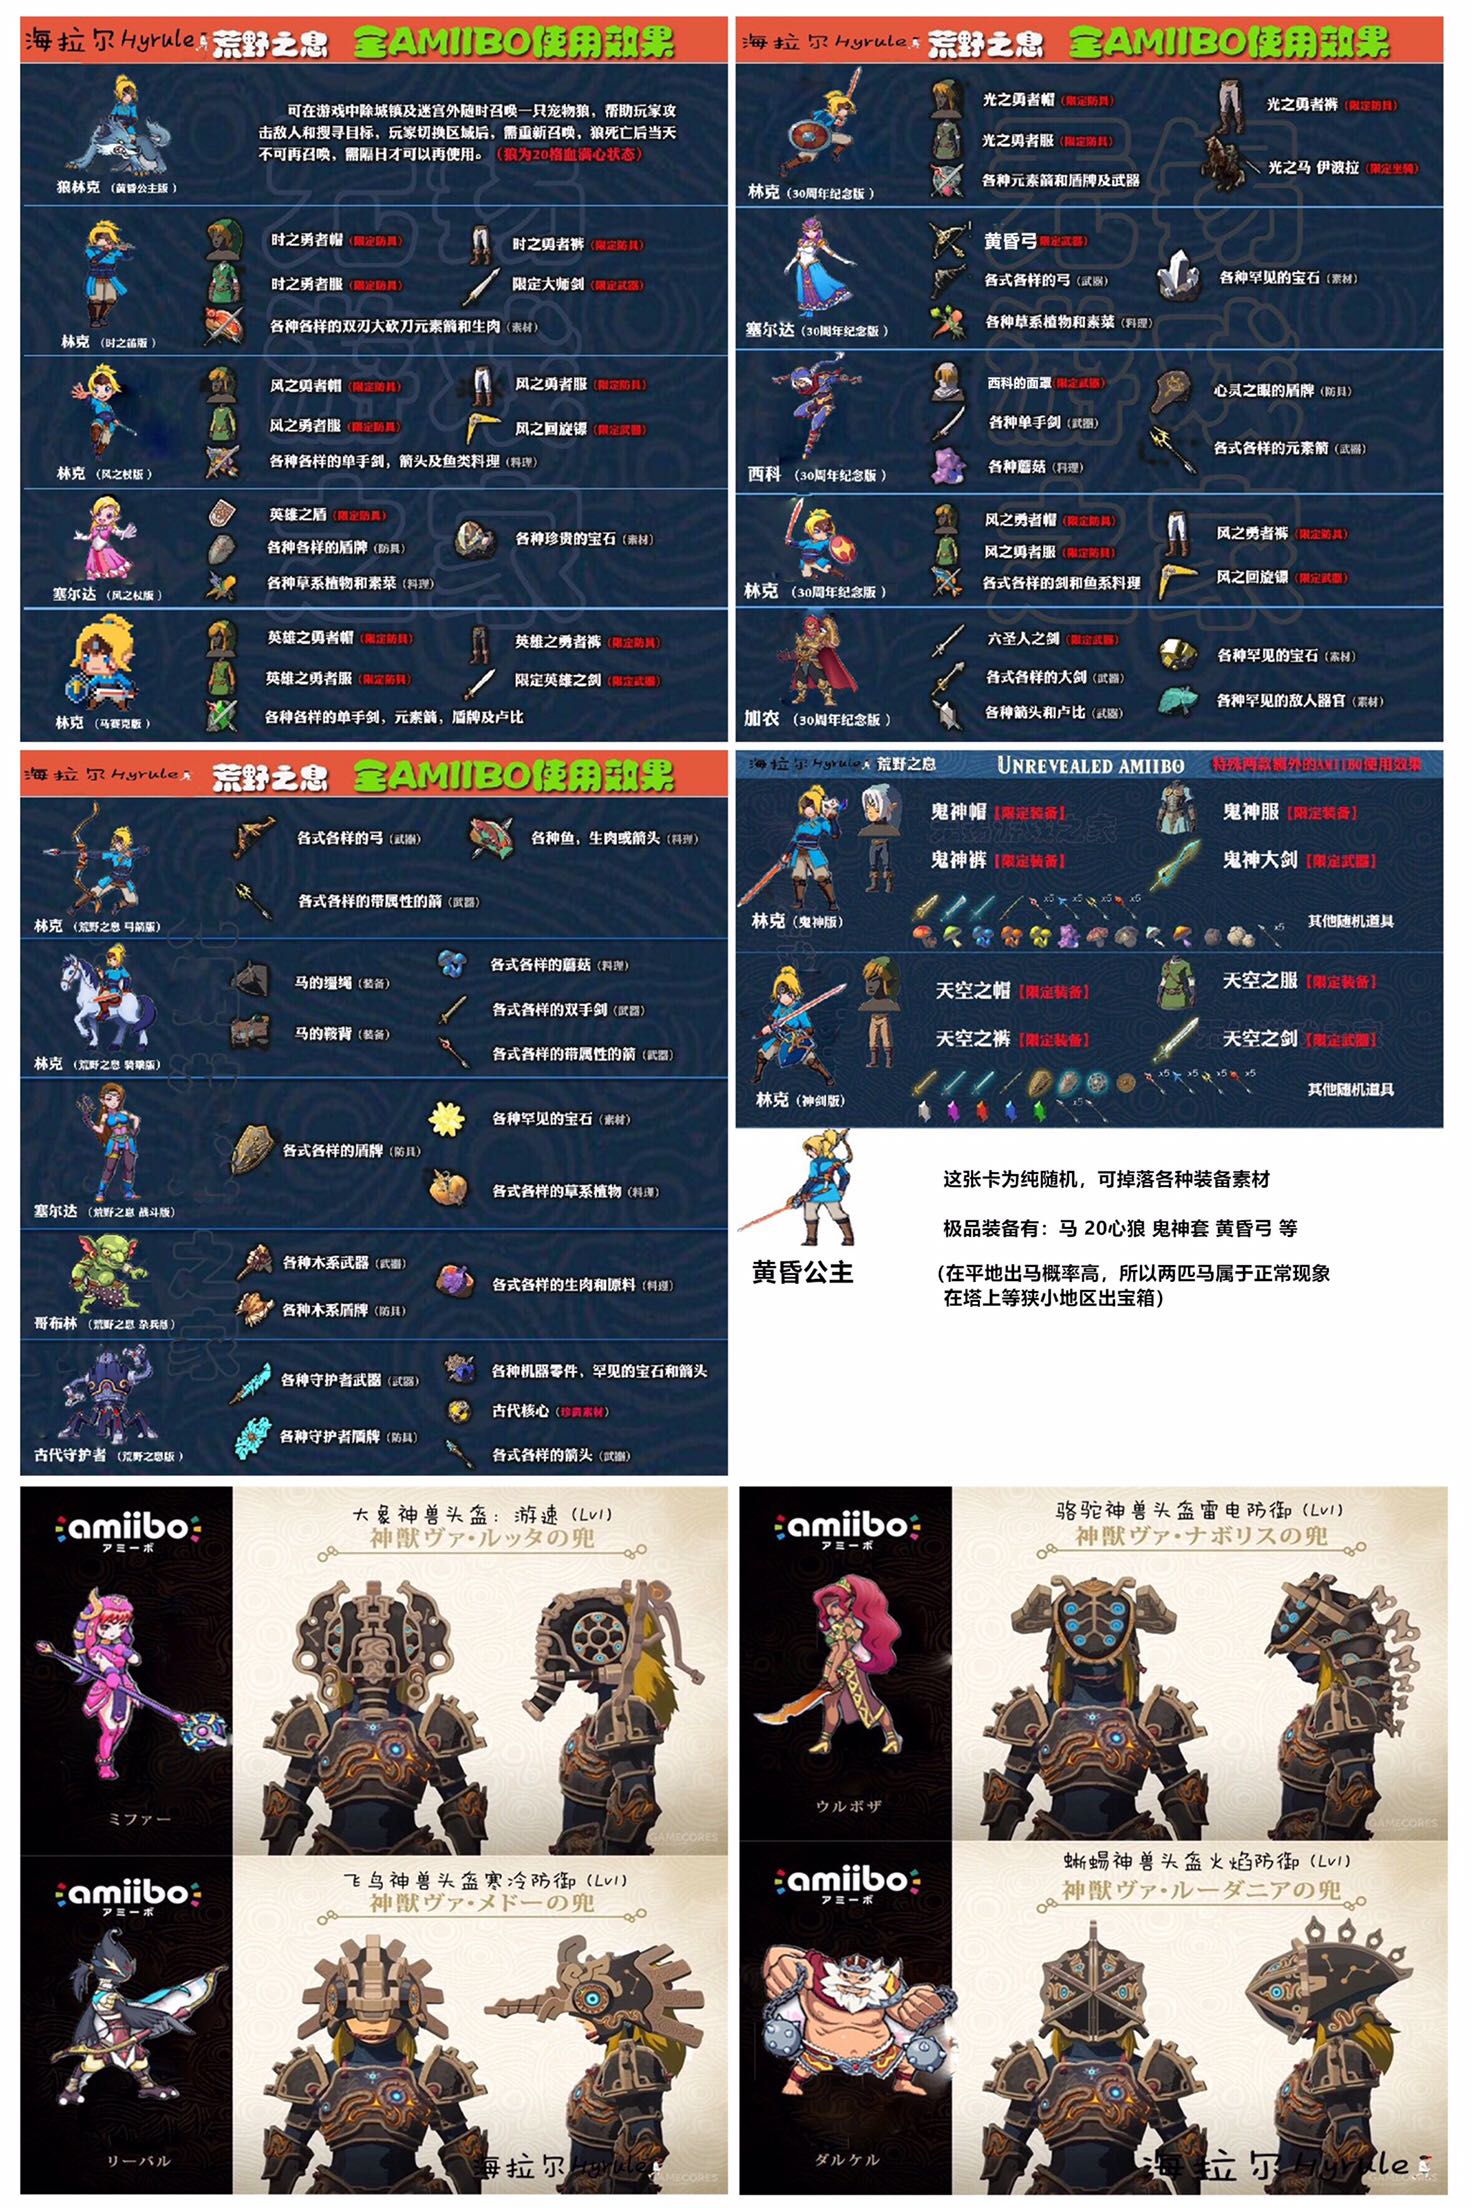 海拉尔Hyrule 荒野之息 全AMIIBO使用效果
可在游戏中除城镇及迷宫外随时召唤一只宠物狼，帮助玩家攻
击敌人和搜寻目标，玩家切换区域后，需重新召唤，狼死亡后当天
不可再召唤，需隔日才可以再使用。（狼为20格血满心状态）
狼林克（黄昏公主版）
时之勇者帽（限定防具） 时之勇者裤（限定防具）
时之勇者服（限定防具） 限定大师剑（限定武器）
各种各样的双刃大砍刀元素箭和生肉（素材）
林克（时之笛版）
风之勇者帽（限定防具） 风之勇者服（限定防具）
风之勇者服（限定防具） 风之回旋镖（限定武器）
各种各样的单手剑，箭头及鱼类料理（料理）
林克（风之杖版）
英雄之盾（限定防具）
各种各样的盾牌（防具） 各种珍贵的宝石（素材）
各种草系植物和素菜（料理）
塞尔达（风之杖版）
英雄之勇者帽（限定防具） 英雄之勇者裤（限定防具）
英雄之勇者服（限定防具） 限定英雄之剑（限定武器）
各种各样的单手剑，元素箭，盾牌及卢比
林克（马赛克版）
海拉尔Hyrule 荒野之息 全AMIIBO使用效果
光之勇者帽（限定防具） 光之勇者裤（限定防具）
光之勇者服（限定防具） 光之马 伊波拉（限定坐骑）
各种元素箭和盾牌及武器
林克（30周年纪念版）
黄昏弓（限定武器）
各式各样的弓（武器） 各种罕见的宝石（素材）
各种草系植物和素菜（料理）
塞尔达（30周年纪念版）
西科的面罩（限定武器） 心灵之眼的盾牌（防具）
各种单手剑（武器） 各式各样的元素箭（武器）
各种蘑菇（料理）
西科（30周年纪念版）
风之勇者帽（限定防具） 风之勇者裤（限定防具）
风之勇者服（限定防具） 风之回旋镖（限定武器）
各式各样的剑和鱼系料理
林克（30周年纪念版）
六圣人之剑（限定武器） 各种罕见的宝石（素材）
各式各样的大剑（武器） 各种罕见的敌人器官（素材）
各种箭头和卢比（武器）
加农（30周年纪念版）
海拉尔Hyrule 荒野之息 全AMIIBO使用效果
各式各样的弓（武器） 各种鱼，生肉或箭头（料理）
各式各样的带属性的箭（武器）
林克（荒野之息 弓箭版）
马的缰绳（装备） 各式各样的蘑菇（料理）
各式各样的双手剑（武器）
马的鞍背（装备） 各式各样的带属性的箭（武器）
林克（荒野之息 骑乘版）
各种罕见的宝石（素材）
各式各样的盾牌（防具）
各式各样的草系植物（料理）
塞尔达（荒野之息 战斗版）
各种木系武器（武器） 各式各样的生肉和原料（料理）
各种木系盾牌（防具）
哥布林（荒野之息 杂兵版）
各种守护者武器（武器） 各种机器零件，罕见的宝石和箭头
古代核心（珍贵素材）
各种守护者盾牌（防具） 各式各样的箭头（武器）
古代守护者（荒野之息版）
海拉尔Hyrule 荒野之息 UNREVEALED AMIIBO 特殊两款额外的AMIIBO使用效果
鬼神帽【限定装备】 鬼神服【限定装备】
鬼神裤【限定装备】 鬼神大剑【限定武器】
x5 x5 x5 x5
林克（鬼神版） x5 其他随机道具
天空之帽【限定装备】 天空之服【限定装备】
天空之裤【限定装备】 天空之剑【限定武器】
x5 x5 x5 x5
林克（神剑版） x5 其他随机道具
这张卡为纯随机，可掉落各种装备素材
极品装备有：马 20心狼 鬼神套 黄昏弓 等
黄昏公主
（在平地出马概率高，所以两匹马属于正常现象
在塔上等狭小地区出宝箱）
amiibo
アミーボ
大象神兽头盔：游速（Lv1）
神獣ヴァ・ルッタの兜
ミファー
GAMECORES
amiibo
アミーボ
骆驼神兽头盔雷电防御（Lv1）
神獣ヴァ・ナボリスの兜
ウルボザ
GAMECORES
amiibo
アミーボ
飞鸟神兽头盔寒冷防御（Lv1）
神獣ヴァ・メドーの兜
リーバル
海拉尔Hyrule
GAMECORES
amiibo
アミーボ
蜥蜴神兽头盔火焰防御（Lv1）
神獣ヴァ・ルーダニアの兜
ダルケル
海拉尔Hyrule